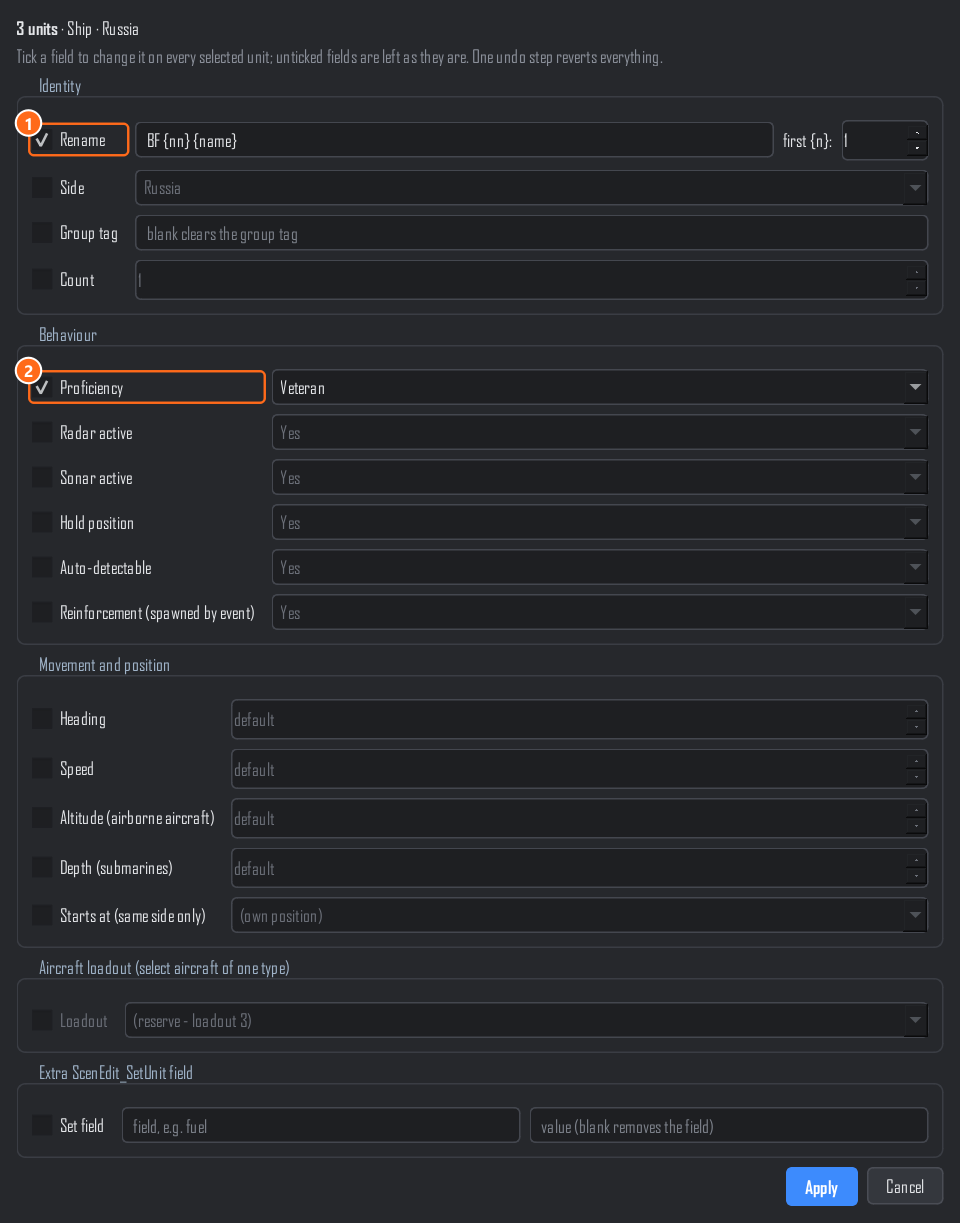 3 units · Ship · Russia
Tick a field to change it on every selected unit; unticked fields are left as they are. One undo step reverts everything.
Identity
1
Rename BF {nn} {name} first {n}: 1
Side Russia
Group tag blank clears the group tag
Count 1
Behaviour
2
Proficiency Veteran
Radar active Yes
Sonar active Yes
Hold position Yes
Auto-detectable Yes
Reinforcement (spawned by event) Yes
Movement and position
Heading default
Speed default
Altitude (airborne aircraft) default
Depth (submarines) default
Starts at (same side only) (own position)
Aircraft loadout (select aircraft of one type)
Loadout (reserve - loadout 3)
Extra ScenEdit_SetUnit field
Set field field, e.g. fuel value (blank removes the field)
Apply Cancel